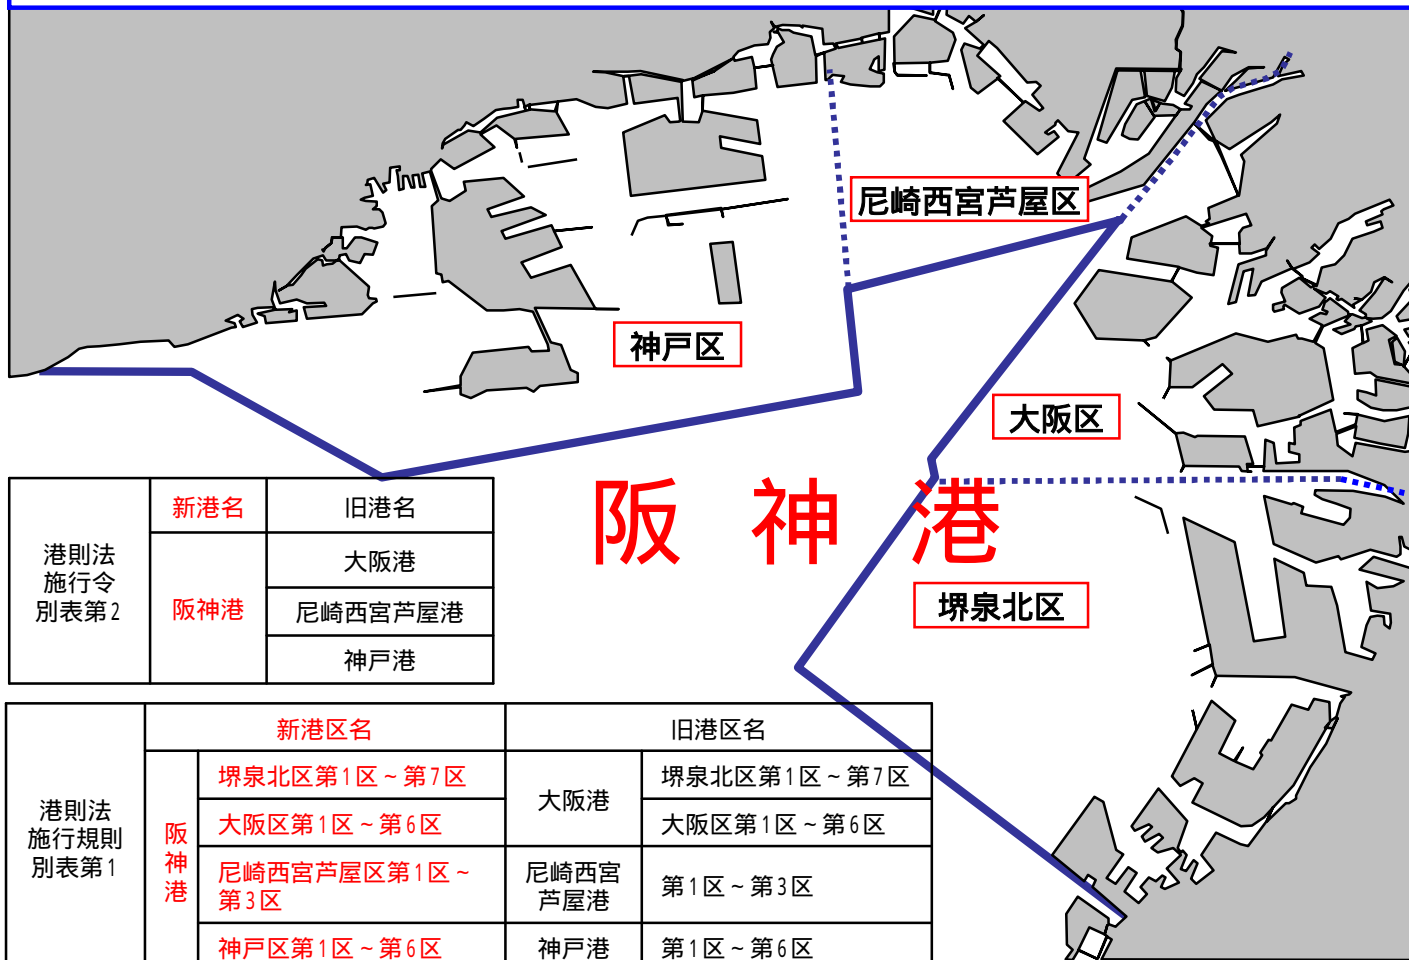 尼崎西宮芦屋区
神戸区
大阪区
阪神港
堺泉北区
港則法
施行令
別表第2
新港名
旧港名
阪神港
大阪港
尼崎西宮芦屋港
神戸港
港則法
施行規則
別表第1
新港区名
旧港区名
阪神港
堺泉北区第1区~第7区
大阪港
堺泉北区第1区~第7区
大阪区第1区~第6区
大阪区第1区~第6区
尼崎西宮芦屋区第1区~
第3区
尼崎西宮
芦屋港
第1区~第3区
神戸区第1区~第6区
神戸港
第1区~第6区